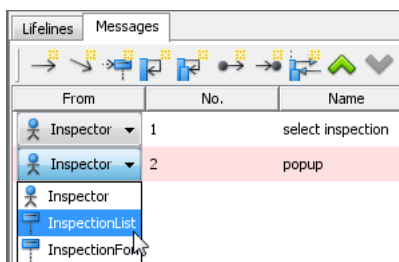 Lifelines Messages
From No. Name
Inspector 1 select inspection
Inspector 2 popup
Inspector
InspectionList